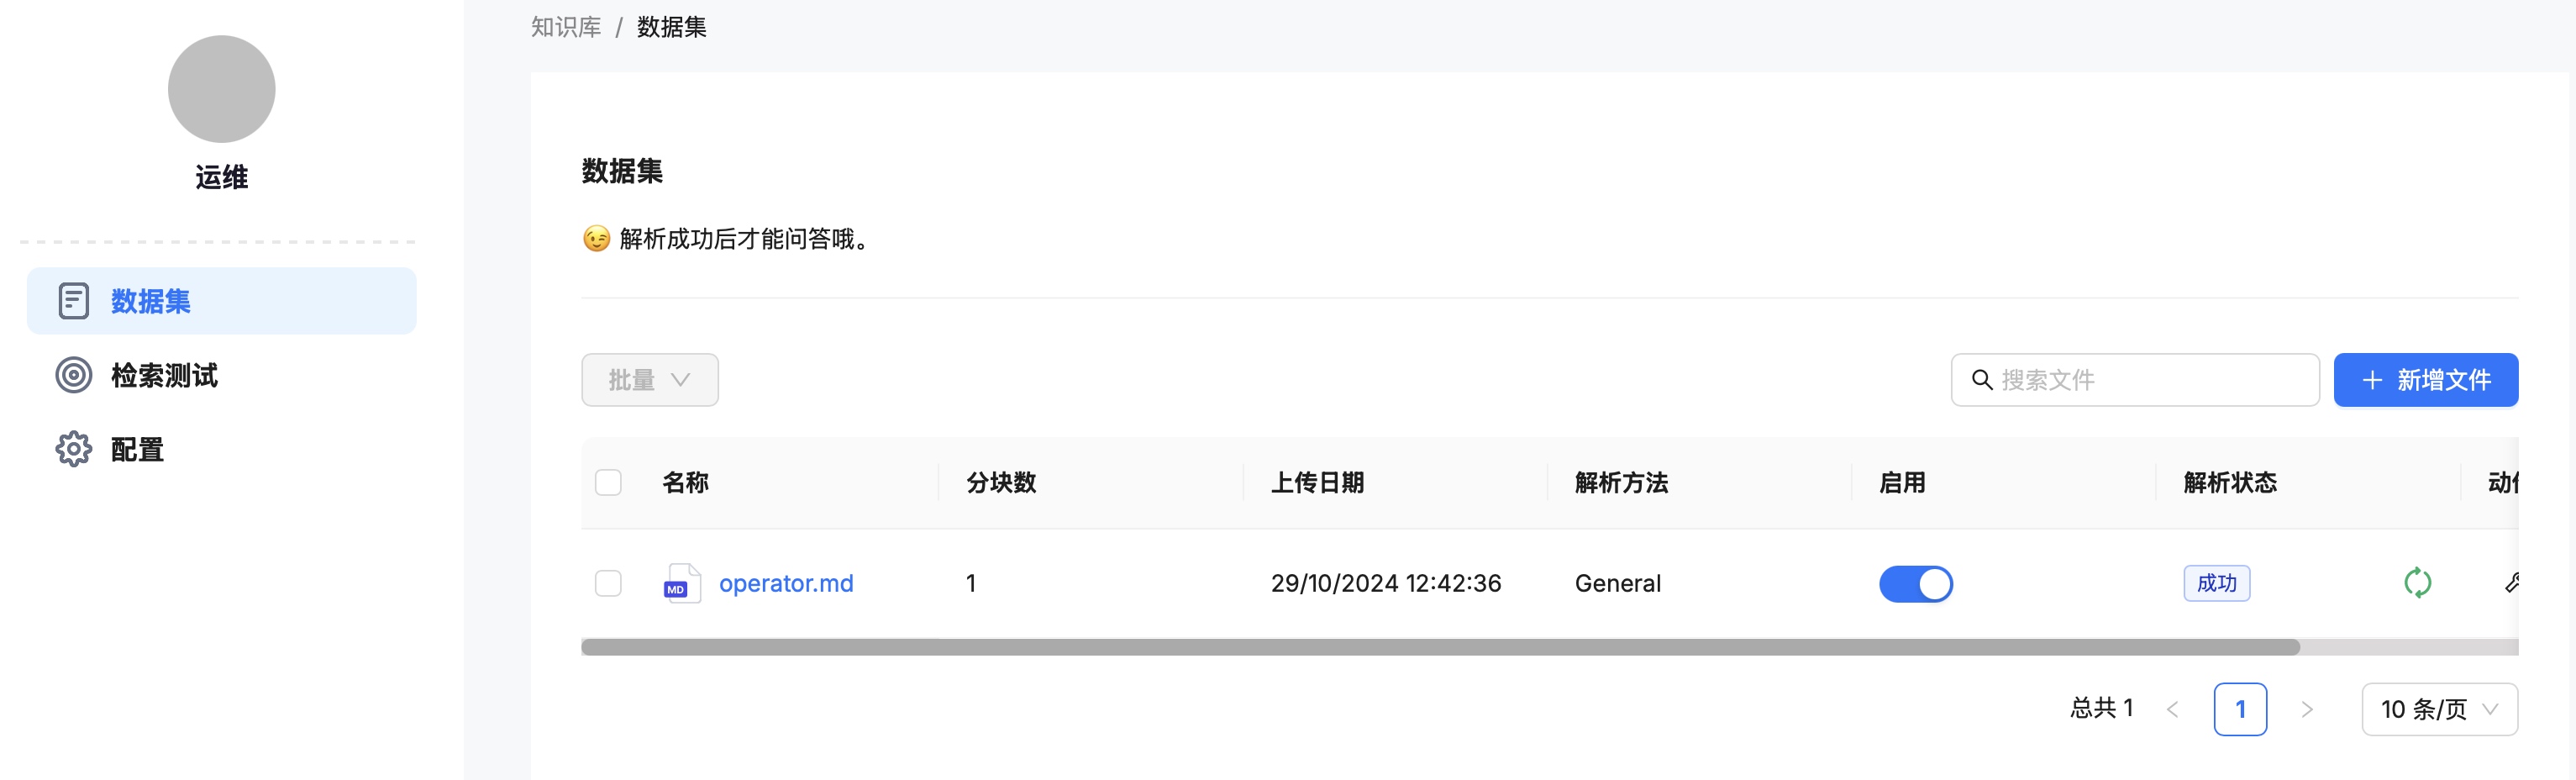 知识库 / 数据集
运维
数据集
检索测试
配置
数据集
😉 解析成功后才能问答哦。
批量
搜索文件
新增文件
名称 分块数 上传日期 解析方法 启用 解析状态
MD operator.md 1 29/10/2024 12:42:36 General 成功
总共 1 < 1 > 10 条/页